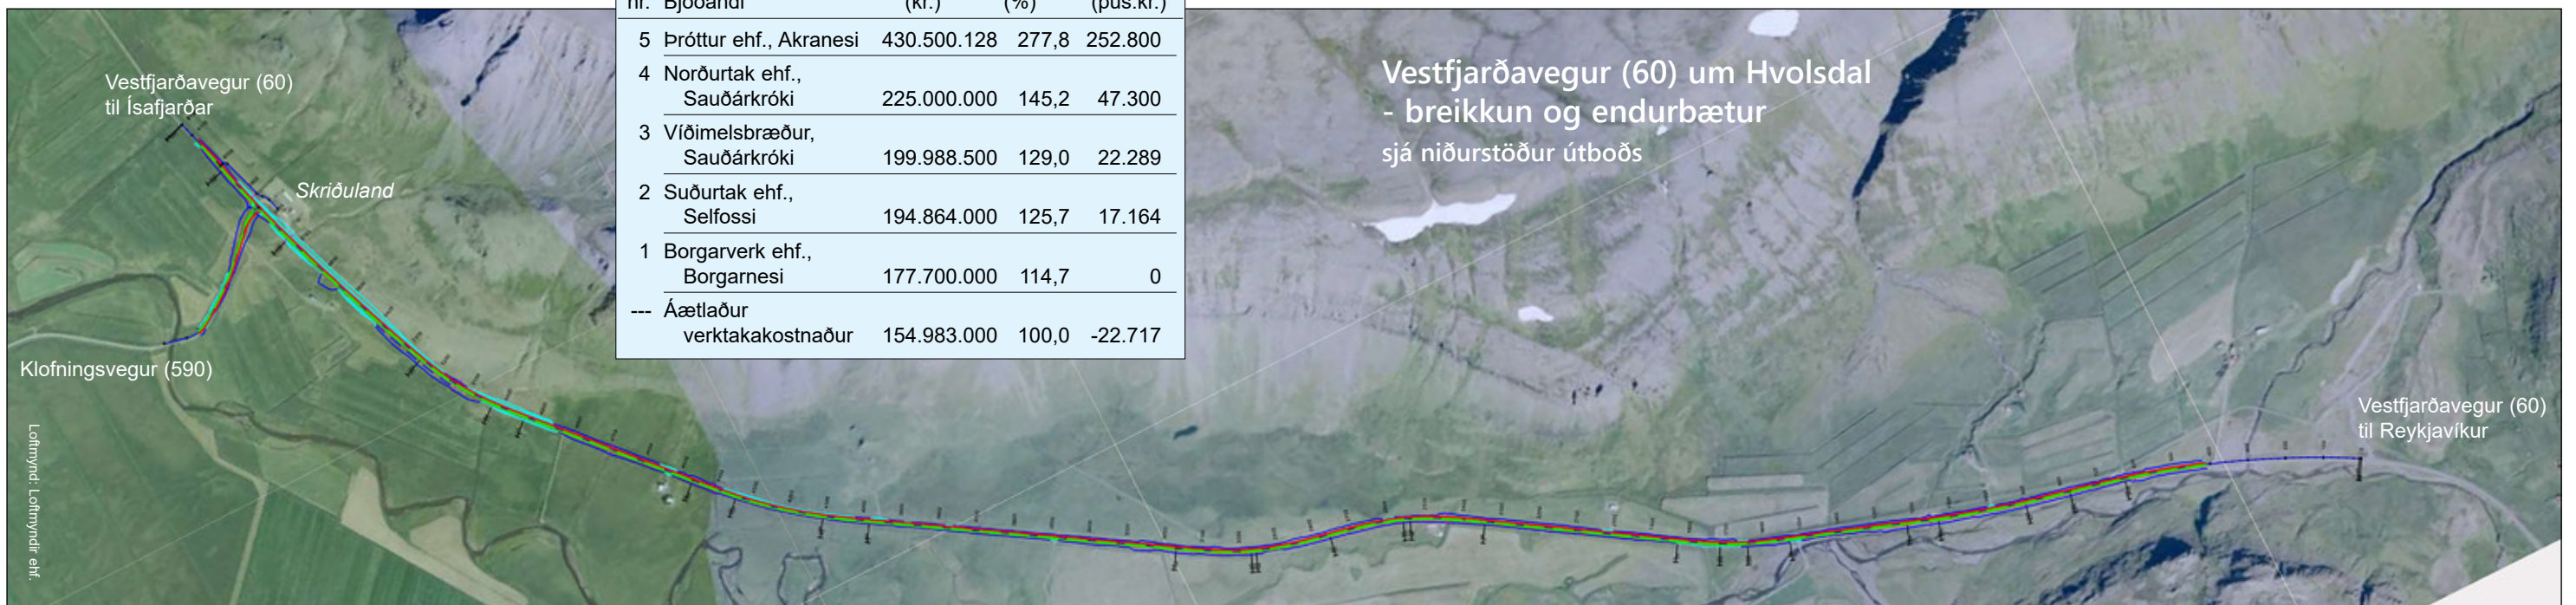 nr. Bjóðandi (kr.) (%) (þús.kr.)
5 Þróttur ehf., Akranesi 430.500.128 277,8 252.800
4 Norðurtak ehf.,
Sauðárkróki 225.000.000 145,2 47.300
3 Víðimelsbræður,
Sauðárkróki 199.988.500 129,0 22.289
2 Suðurtak ehf.,
Selfossi 194.864.000 125,7 17.164
1 Borgarverk ehf.,
Borgarnesi 177.700.000 114,7 0
--- Áætlaður
verktakakostnaður 154.983.000 100,0 -22.717
Vestfjarðavegur (60) um Hvolsdal
- breikkun og endurbætur
sjá niðurstöður útboðs
Vestfjarðavegur (60)
til Ísafjarðar
Skriðuland
Klofningsvegur (590)
Loftmynd: Loftmyndir ehf.
Vestfjarðavegur (60)
til Reykjavíkur